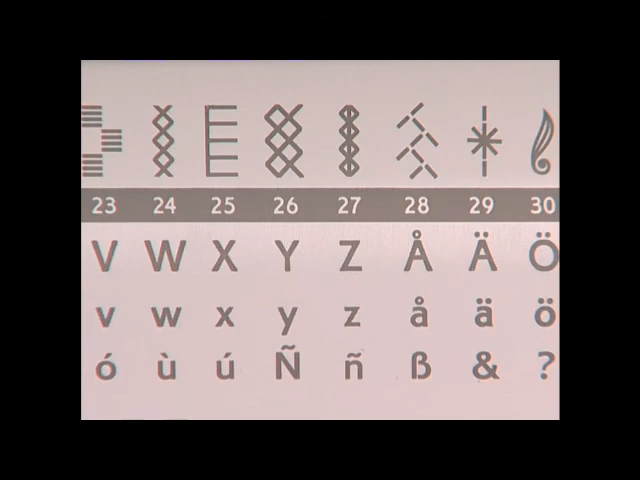 23 24 25 26 27 28 29 30
V W X Y Z Å Ä Ö
v w x y z å ä ö
ó ù ú Ñ ñ ß & ?